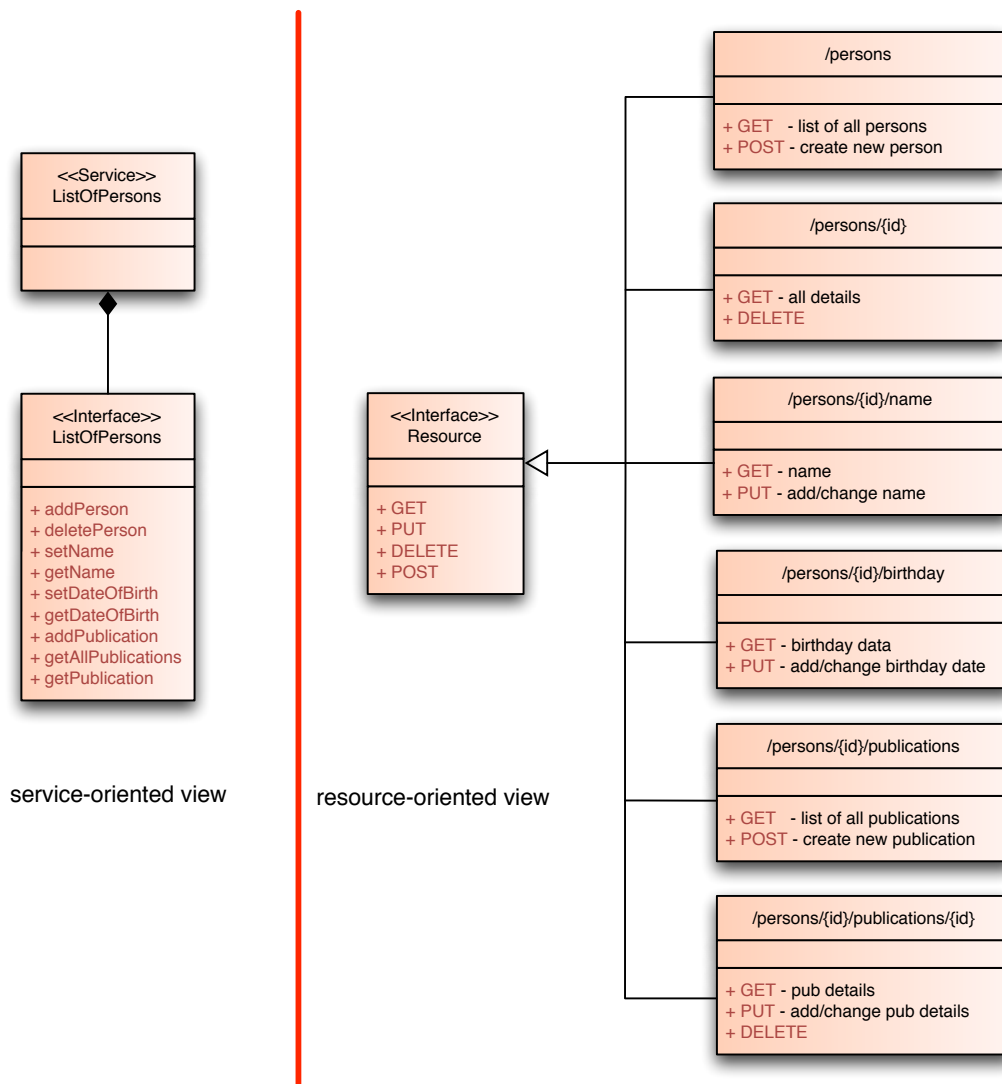 <<Service>>
ListOfPersons
<<Interface>>
ListOfPersons
+ addPerson
+ deletePerson
+ setName
+ getName
+ setDateOfBirth
+ getDateOfBirth
+ addPublication
+ getAllPublications
+ getPublication
service-oriented view
<<Interface>>
Resource
+ GET
+ PUT
+ DELETE
+ POST
resource-oriented view
/persons
+ GET - list of all persons
+ POST - create new person
/persons/{id}
+ GET - all details
+ DELETE
/persons/{id}/name
+ GET - name
+ PUT - add/change name
/persons/{id}/birthday
+ GET - birthday data
+ PUT - add/change birthday date
/persons/{id}/publications
+ GET - list of all publications
+ POST - create new publication
/persons/{id}/publications/{id}
+ GET - pub details
+ PUT - add/change pub details
+ DELETE